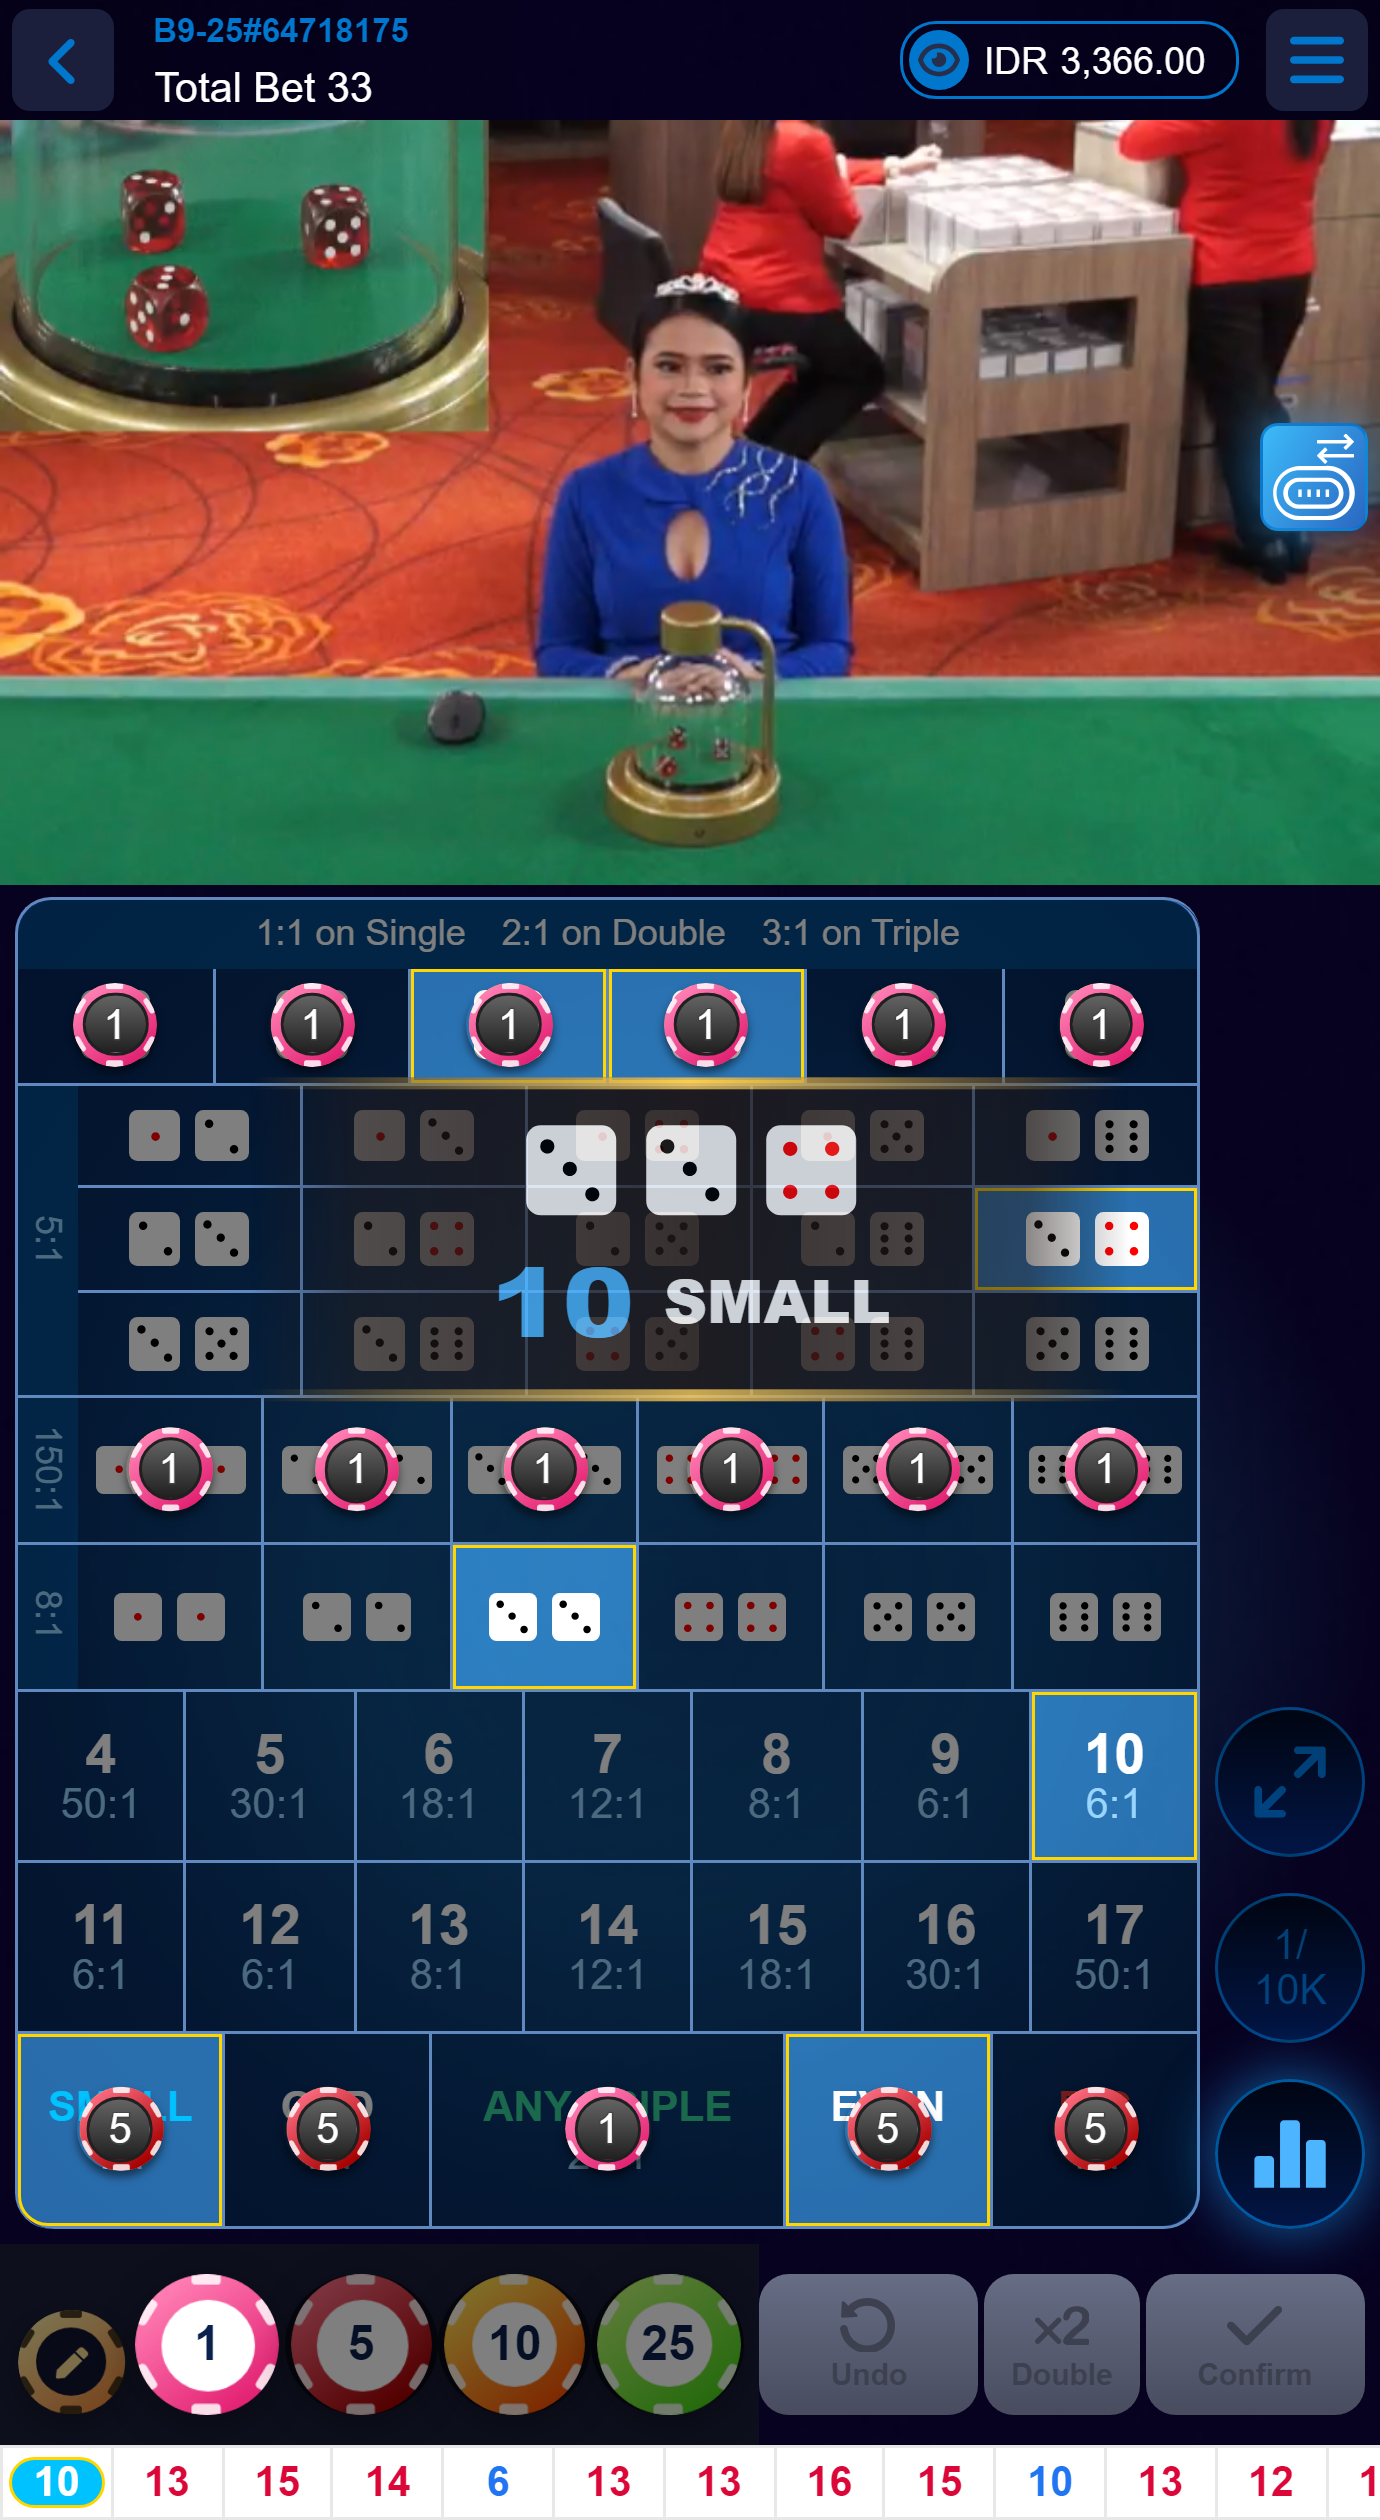 B9-25#64718175
Total Bet 33
IDR 3,366.00
1:1 on Single 2:1 on Double 3:1 on Triple
1 1 1 1 1 1
5:1
10 SMALL
150:1
1 1 1 1 1 1
8:1
4 5 6 7 8 9 10
50:1 30:1 18:1 12:1 8:1 6:1 6:1
11 12 13 14 15 16 17
6:1 6:1 8:1 12:1 18:1 30:1 50:1
1/
10K
5 5 1 5 5
1 5 10 25
Undo x2 Double Confirm
10 13 15 14 6 13 13 16 15 10 13 12